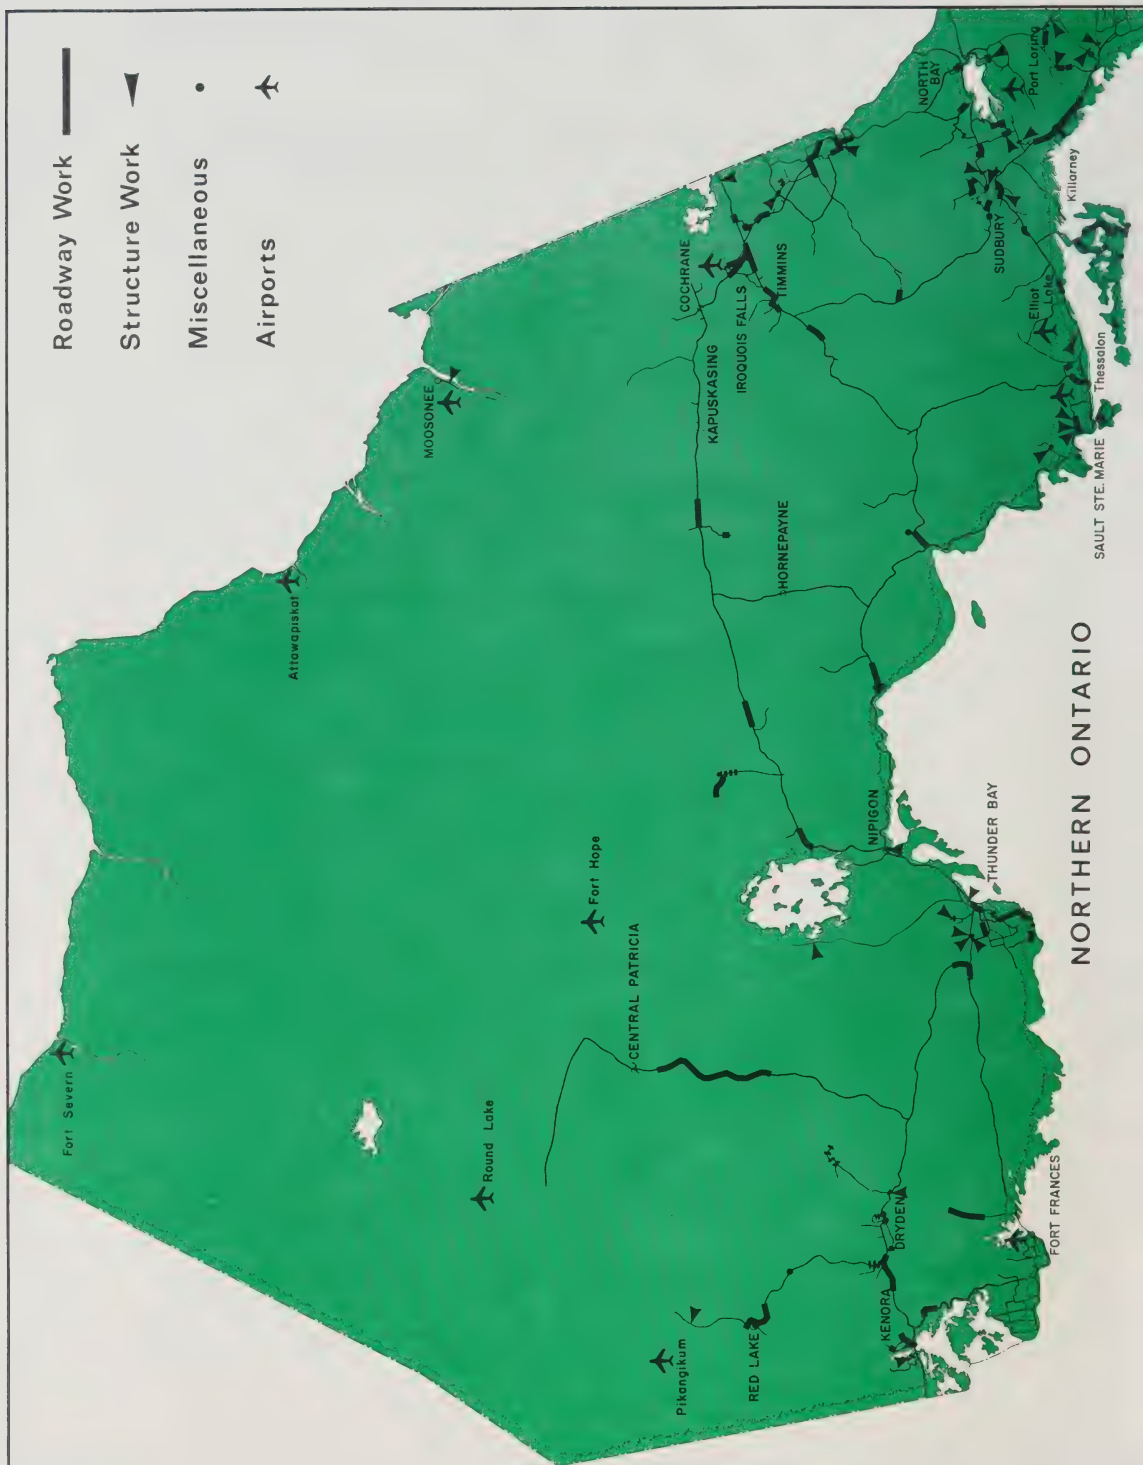 Roadway Work
Structure Work
Miscellaneous
Airports
Fort Severn
Attawapiskat
MOOSONEE
Round Lake
CENTRAL PATRICIA
Fort Hope
Pikangikum
RED LAKE
KENORA
DRYDEN
FORT FRANCES
NIPIGON
THUNDER BAY
HORNEPAYNE
KAPUSKASING
COCHRANE
IROQUOIS FALLS
TIMMINS
NORTH
BAY
Port Loring
SUDBURY
Killarney
Elliot
Lake
Thessalon
SAULT STE. MARIE
NORTHERN ONTARIO